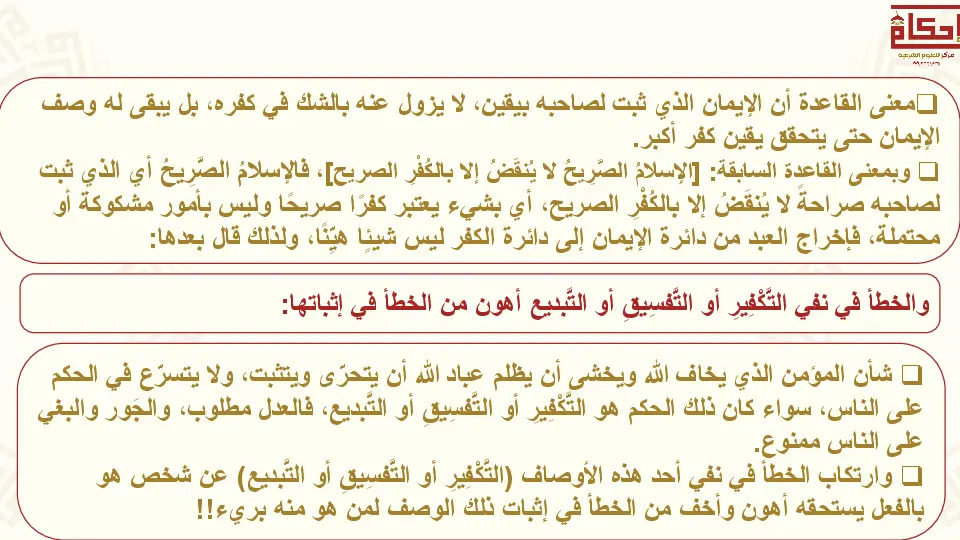 إحكام
مركز للعلوم الشرعية
❑معنى القاعدة أن الإيمان الذي ثبت لصاحبه بيقين، لا يزول عنه بالشك في كفره، بل يبقى له وصف
الإيمان حتى يتحقق يقين كفر أكبر.
❑ وبمعنى القاعدة السابقة: [الإسلامُ الصَّرِيحُ لا يُنقَضُ إلا بالكُفْرِ الصريح]، فالإسلامُ الصَّرِيحُ أي الذي ثبت
لصاحبه صراحةً لا يُنقَضُ إلا بالكُفْرِ الصريح، أي بشيء يعتبر كفرًا صريحًا وليس بأمور مشكوكة أو
محتملة، فإخراج العبد من دائرة الإيمان إلى دائرة الكفر ليس شيئًا هيّنًا، ولذلك قال بعدها:
والخطأ في نفي التَّكْفِيرِ أو التَّفسِيقِ أو التَّبديع أهون من الخطأ في إثباتها:
❑ شأن المؤمن الذي يخاف الله ويخشى أن يظلم عباد الله أن يتحرّى ويتثبت، ولا يتسرّع في الحكم
على الناس، سواء كان ذلك الحكم هو التَّكْفِيرِ أو التَّفسِيقِ أو التَّبديع، فالعدل مطلوب، والجَور والبغي
على الناس ممنوع.
❑ وارتكاب الخطأ في نفي أحد هذه الأوصاف (التَّكْفِيرِ أو التَّفسِيقِ أو التَّبديع) عن شخص هو
بالفعل يستحقه أهون وأخف من الخطأ في إثبات ذلك الوصف لمن هو منه بريء!!